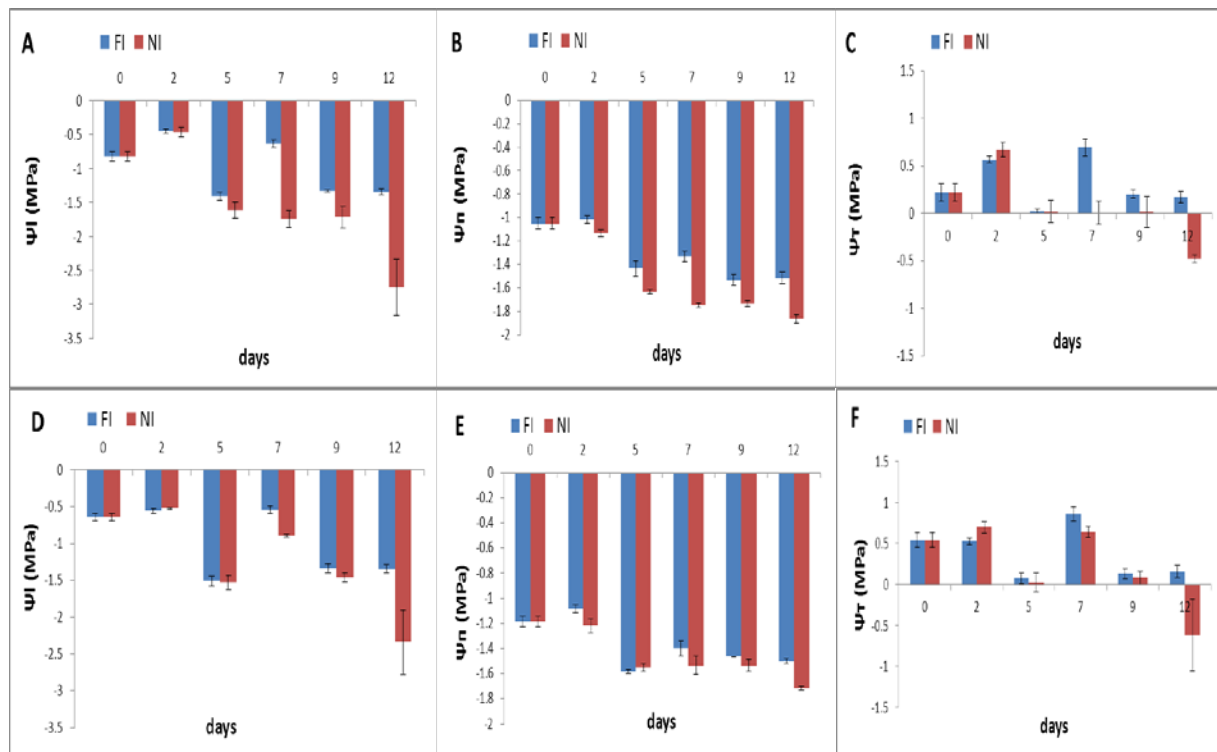 A
FI NI
0 2 5 7 9 12
0
-0.5
-1
-1.5
-2
-2.5
-3
-3.5
Ψl (MPa)
days
B
FI NI
0 2 5 7 9 12
0
-0.2
-0.4
-0.6
-0.8
-1
-1.2
-1.4
-1.6
-1.8
-2
Ψπ (MPa)
days
C
FI NI
1.5
1
0.5
0
-0.5
-1
-1.5
0 2 5 7 9 12
Ψτ (MPa)
days
D
FI NI
0 2 5 7 9 12
0
-0.5
-1
-1.5
-2
-2.5
-3
-3.5
Ψl (MPa)
days
E
FI NI
0 2 5 7 9 12
0
-0.2
-0.4
-0.6
-0.8
-1
-1.2
-1.4
-1.6
-1.8
-2
Ψπ (MPa)
days
F
FI NI
1.5
1
0.5
0
-0.5
-1
-1.5
0 2 5 7 9 12
Ψτ (MPa)
days